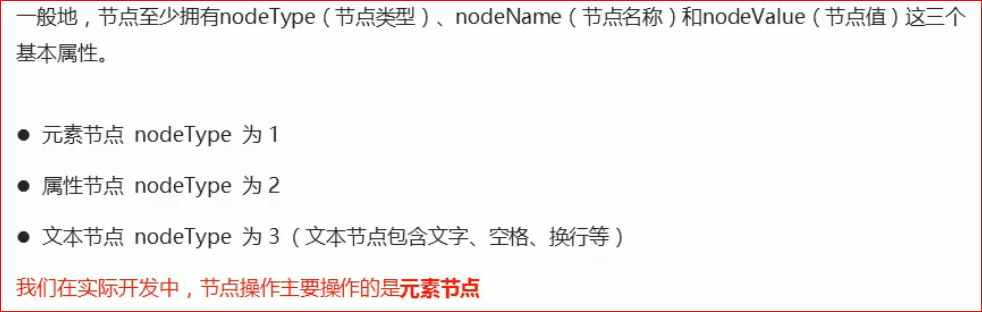 一般地，节点至少拥有nodeType（节点类型）、nodeName（节点名称）和nodeValue（节点值）这三个
基本属性。
● 元素节点 nodeType 为 1
● 属性节点 nodeType 为 2
● 文本节点 nodeType 为 3 （文本节点包含文字、空格、换行等）
我们在实际开发中，节点操作主要操作的是元素节点